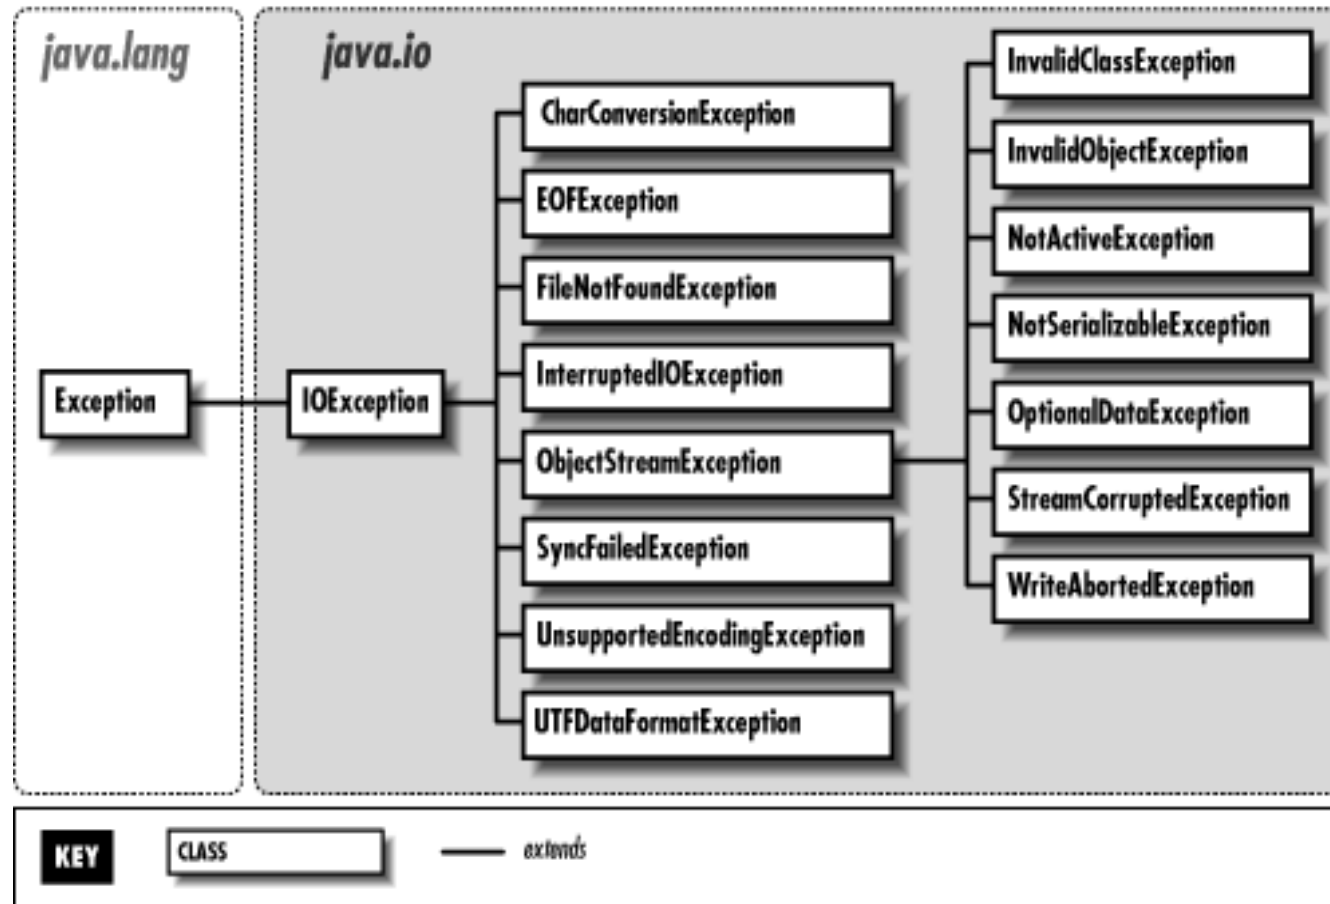 java.lang
java.io
Exception
IOException
CharConversionException
EOFException
FileNotFoundException
InterruptedIOException
ObjectStreamException
SyncFailedException
UnsupportedEncodingException
UTFDataFormatException
InvalidClassException
InvalidObjectException
NotActiveException
NotSerializableException
OptionalDataException
StreamCorruptedException
WriteAbortedException
KEY
CLASS
extends